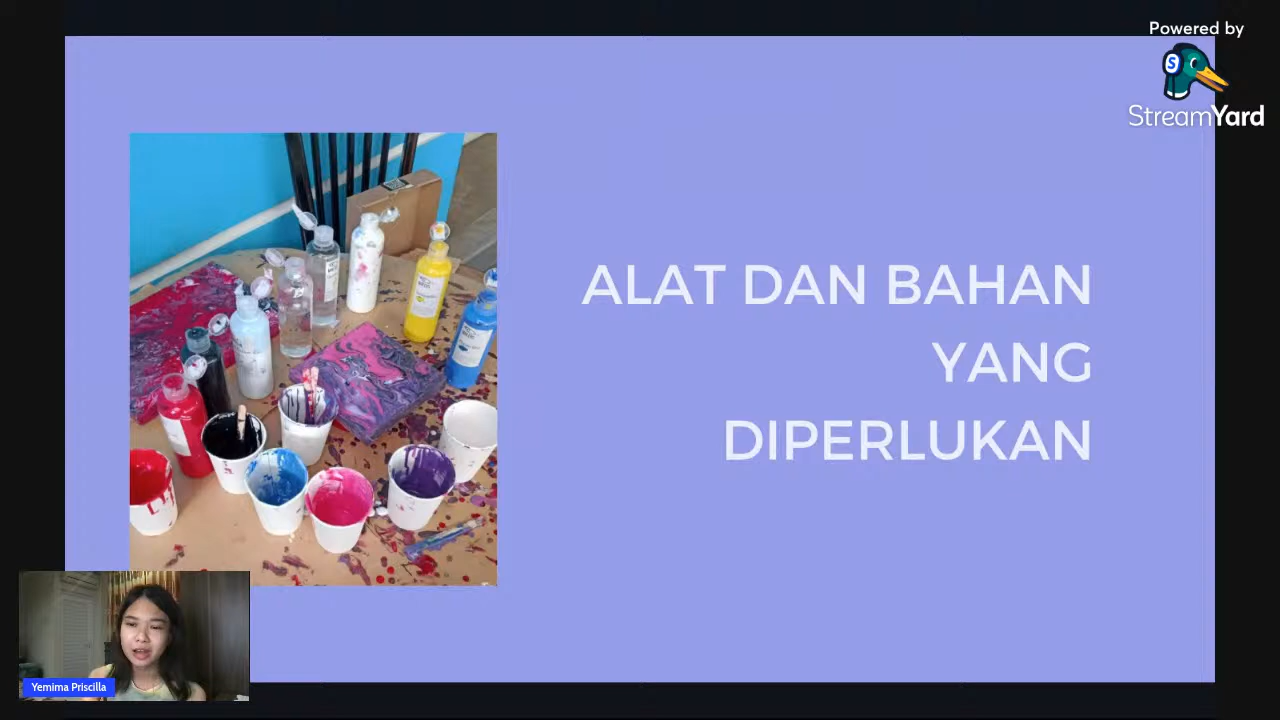 Powered by
StreamYard
ALAT DAN BAHAN
YANG
DIPERLUKAN
Yemima Priscilla